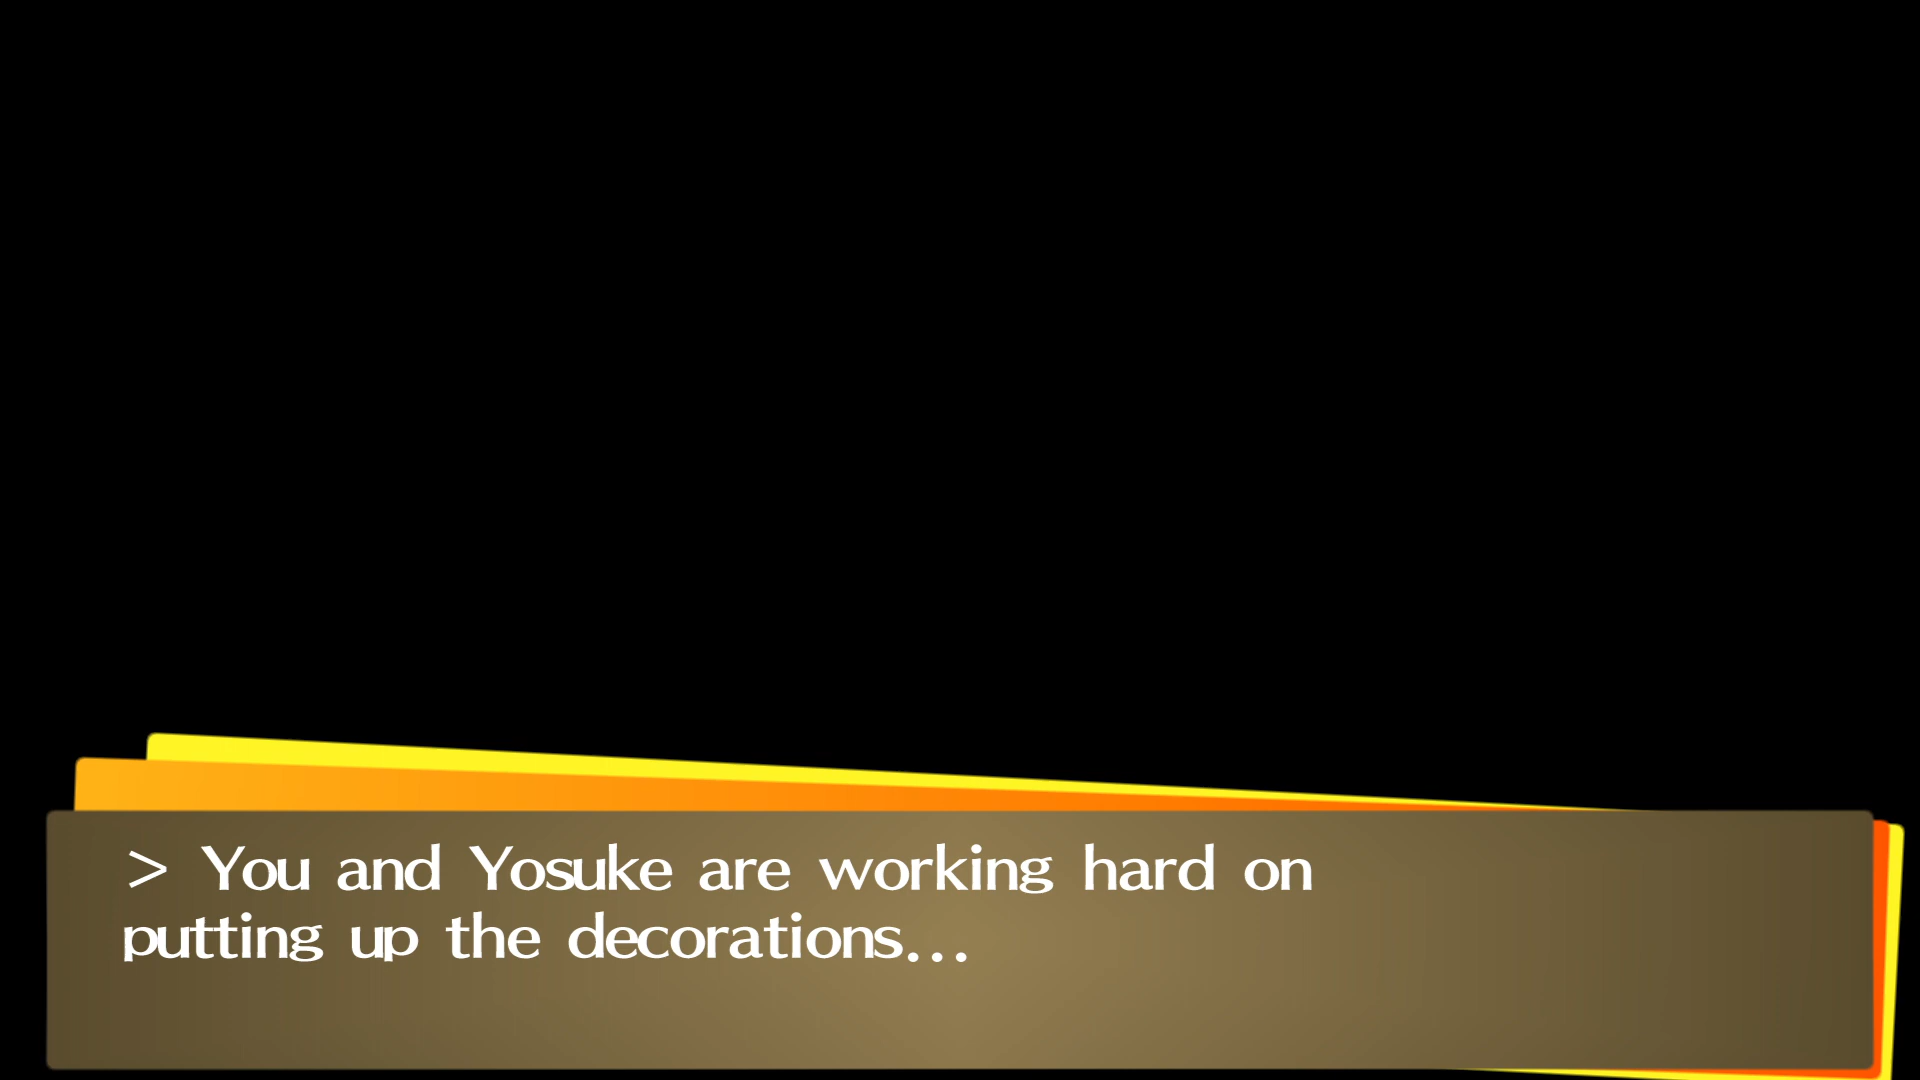 > You and Yosuke are working hard on
putting up the decorations...